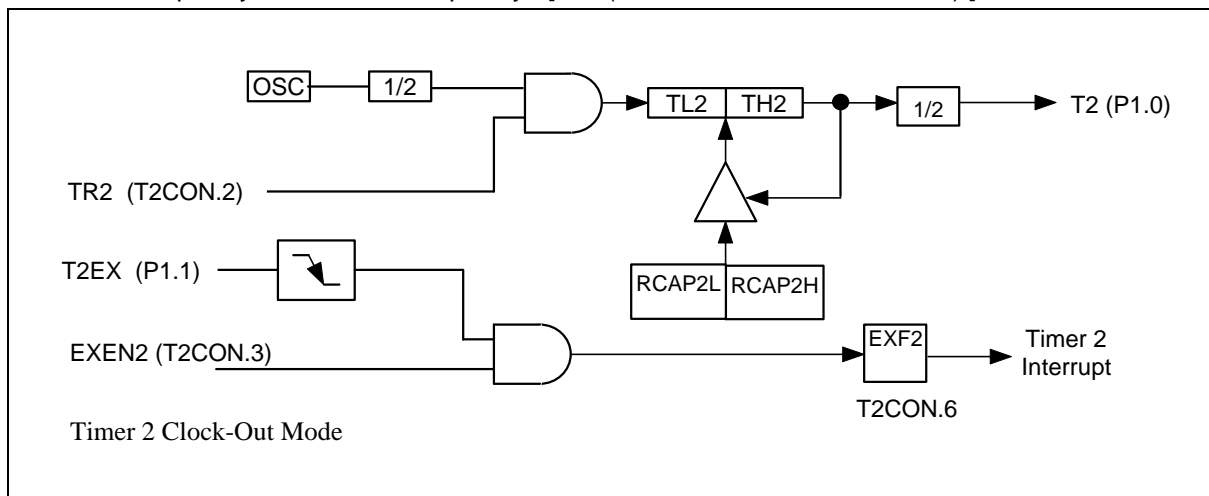 OSC
1/2
TL2
TH2
1/2
T2 (P1.0)
TR2 (T2CON.2)
T2EX (P1.1)
RCAP2L
RCAP2H
EXEN2 (T2CON.3)
EXF2
Timer 2
Interrupt
T2CON.6
Timer 2 Clock-Out Mode